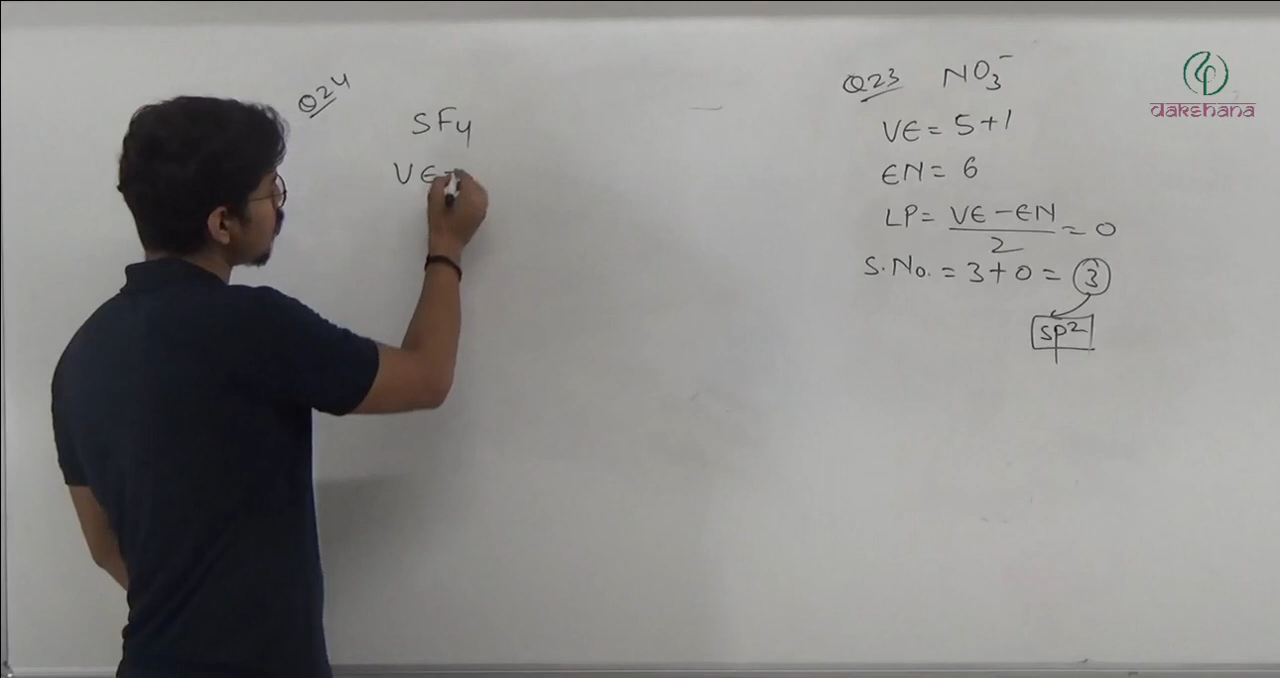 Q24
SF4
VE=
Q23 NO3⁻
VE = 5+1
EN = 6
LP = VE-EN / 2 = 0
S.No. = 3+0 = 3
sp²
dakshana